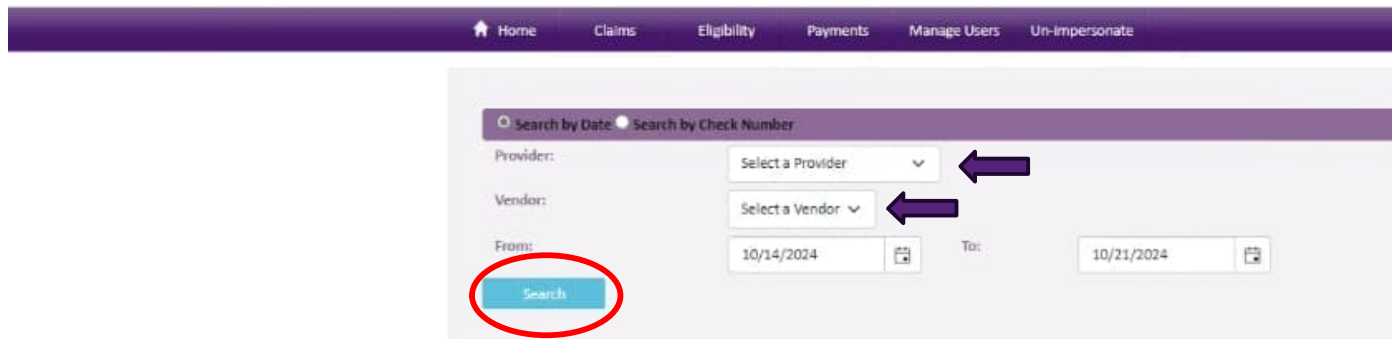 Home Claims Eligibility Payments Manage Users Un-Impersonate
Search by Date Search by Check Number
Provider: Select a Provider
Vendor: Select a Vendor
From: 10/14/2024 To: 10/21/2024
Search